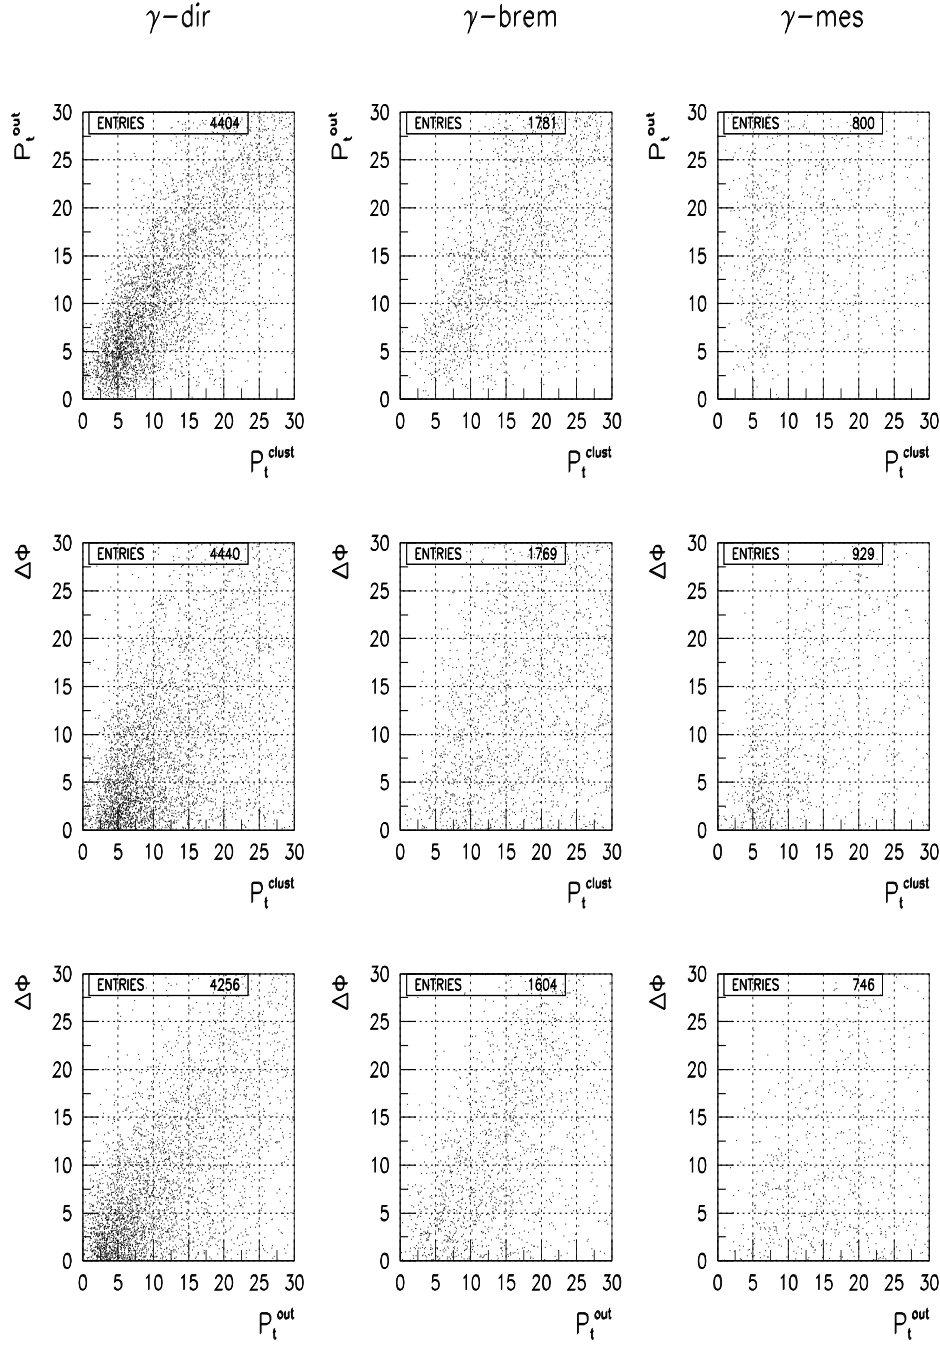 γ-dir γ-brem γ-mes
P_t^out
ENTRIES 4404
30
25
20
15
10
5
0
0 5 10 15 20 25 30
P_t^clust
P_t^out
ENTRIES 1781
30
25
20
15
10
5
0
0 5 10 15 20 25 30
P_t^clust
P_t^out
ENTRIES 800
30
25
20
15
10
5
0
0 5 10 15 20 25 30
P_t^clust
ΔΦ
ENTRIES 4440
30
25
20
15
10
5
0
0 5 10 15 20 25 30
P_t^clust
ΔΦ
ENTRIES 1769
30
25
20
15
10
5
0
0 5 10 15 20 25 30
P_t^clust
ΔΦ
ENTRIES 929
30
25
20
15
10
5
0
0 5 10 15 20 25 30
P_t^clust
ΔΦ
ENTRIES 4256
30
25
20
15
10
5
0
0 5 10 15 20 25 30
P_t^out
ΔΦ
ENTRIES 1604
30
25
20
15
10
5
0
0 5 10 15 20 25 30
P_t^out
ΔΦ
ENTRIES 746
30
25
20
15
10
5
0
0 5 10 15 20 25 30
P_t^out